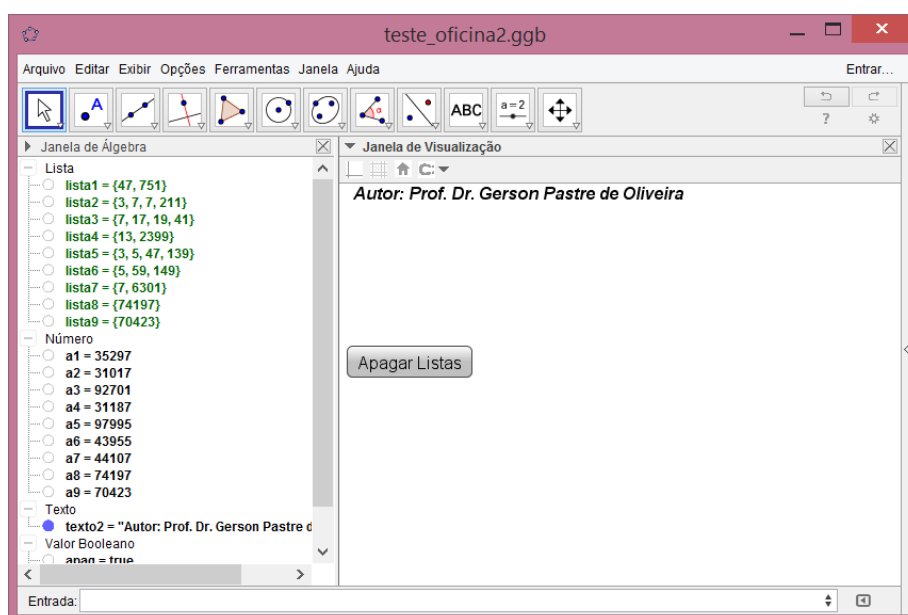 teste_oficina2.ggb
Arquivo Editar Exibir Opções Ferramentas Janela Ajuda
Entrar...
A
ABC
a=2
?
Janela de Álgebra
Janela de Visualização
Lista
lista1 = {47, 751}
lista2 = {3, 7, 7, 211}
lista3 = {7, 17, 19, 41}
lista4 = {13, 2399}
lista5 = {3, 5, 47, 139}
lista6 = {5, 59, 149}
lista7 = {7, 6301}
lista8 = {74197}
lista9 = {70423}
Número
a1 = 35297
a2 = 31017
a3 = 92701
a4 = 31187
a5 = 97995
a6 = 43955
a7 = 44107
a8 = 74197
a9 = 70423
Texto
texto2 = "Autor: Prof. Dr. Gerson Pastre d
Valor Booleano
apag = true
Autor: Prof. Dr. Gerson Pastre de Oliveira
Apagar Listas
Entrada: